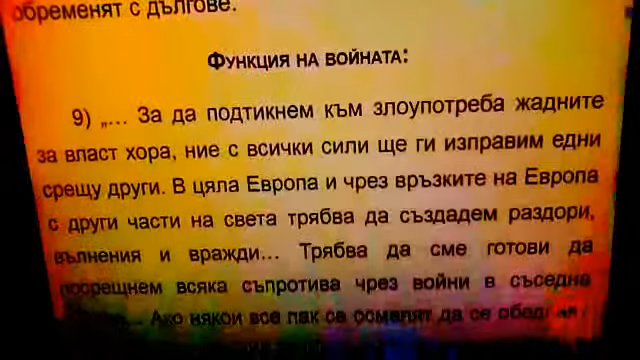 обременят с дългове.
Функция на войната:
9) „... За да подтикнем към злоупотреба жадните
за власт хора, ние с всички сили ще ги изправим едни
срещу други. В цяла Европа и чрез връзките на Европа
с други части на света трябва да създадем раздори,
вълнения и вражди... Трябва да сме готови да
посрещнем всяка съпротива чрез войни в съседна
... Ако някои все пак се осмелят да се